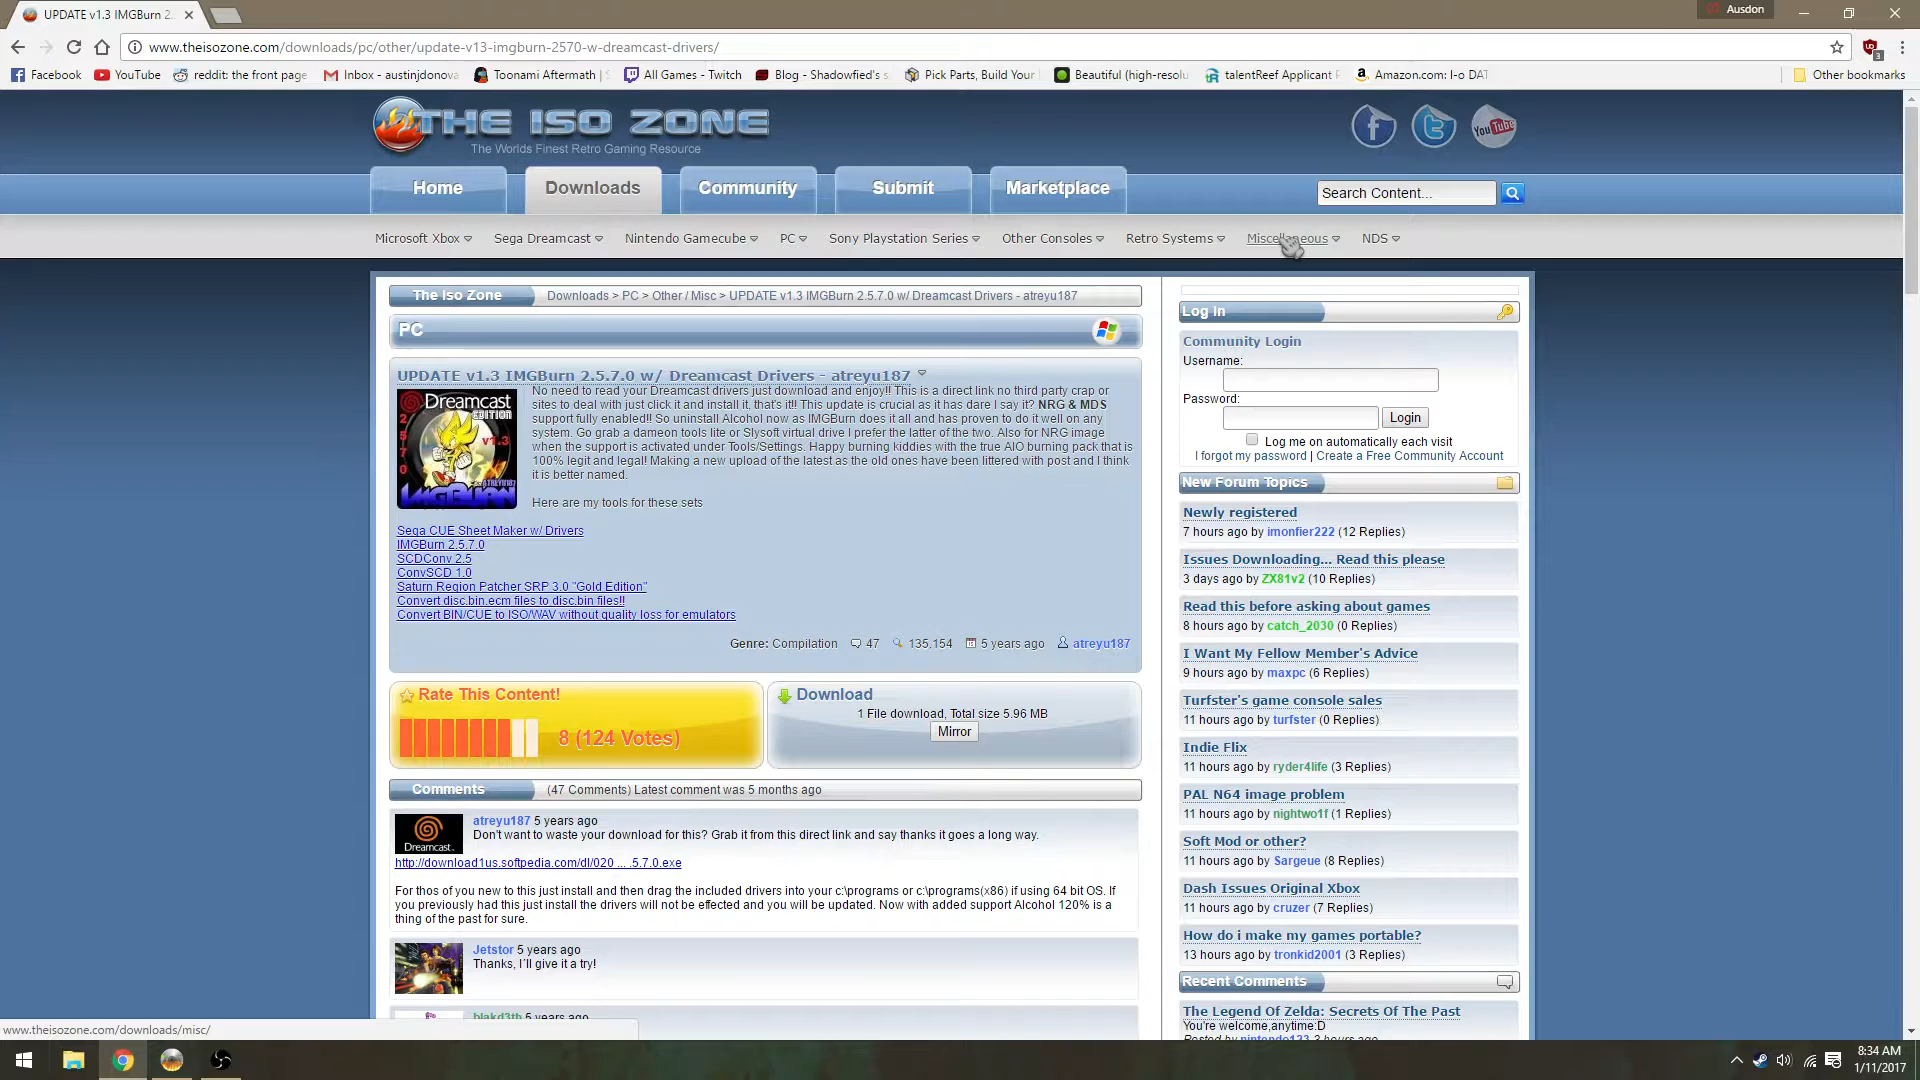 UPDATE v1.3 IMGBurn 2.
Ausdon
www.theisozone.com/downloads/pc/other/update-v13-imgburn-2570-w-dreamcast-drivers/
3
Facebook YouTube reddit: the front page Inbox - austinjdonova Toonami Aftermath | All Games - Twitch Blog - Shadowfied's s Pick Parts, Build Your Beautiful (high-resolu talentReef Applicant Amazon.com: I-o DAT Other bookmarks
THE ISO ZONE
The Worlds Finest Retro Gaming Resource
You Tube
Home Downloads Community Submit Marketplace Search Content...
Microsoft Xbox Sega Dreamcast Nintendo Gamecube PC Sony Playstation Series Other Consoles Retro Systems Miscellaneous NDS
The Iso Zone Downloads > PC > Other / Misc > UPDATE v1.3 IMGBurn 2.5.7.0 w/ Dreamcast Drivers - atreyu187
PC
UPDATE v1.3 IMGBurn 2.5.7.0 w/ Dreamcast Drivers - atreyu187
Dreamcast
EDITION
v1.3
2570
IMGBURN
No need to read your Dreamcast drivers just download and enjoy!! This is a direct link no third party crap or
sites to deal with just click it and install it, that's it!! This update is crucial as it has dare I say it? NRG & MDS
support fully enabled!! So uninstall Alcohol now as IMGBurn does it all and has proven to do it well on any
system. Go grab a dameon tools lite or Slysoft virtual drive I prefer the latter of the two. Also for NRG image
when the support is activated under Tools/Settings. Happy burning kiddies with the true AIO burning pack that is
100% legit and legal! Making a new upload of the latest as the old ones have been littered with post and I think
it is better named.
Here are my tools for these sets
Sega CUE Sheet Maker w/ Drivers
IMGBurn 2.5.7.0
SCDConv 2.5
ConvSCD 1.0
Saturn Region Patcher SRP 3.0 "Gold Edition"
Convert disc.bin.ecm files to disc.bin files!!
Convert BIN/CUE to ISO/WAV without quality loss for emulators
Genre: Compilation 47 135,154 5 years ago atreyu187
Rate This Content!
8 (124 Votes)
Download
1 File download, Total size 5.96 MB
Mirror
Comments (47 Comments) Latest comment was 5 months ago
Dreamcast
atreyu187 5 years ago
Don't want to waste your download for this? Grab it from this direct link and say thanks it goes a long way.
http://download1us.softpedia.com/dl/020 ... .5.7.0.exe
For thos of you new to this just install and then drag the included drivers into your c:\programs or c:\programs(x86) if using 64 bit OS. If
you previously had this just install the drivers will not be effected and you will be updated. Now with added support Alcohol 120% is a
thing of the past for sure.
Jetstor 5 years ago
Thanks, I´ll give it a try!
blakd3th 5 years ago
Log In
Community Login
Username:
Password:
Login
Log me on automatically each visit
I forgot my password | Create a Free Community Account
New Forum Topics
Newly registered
7 hours ago by imonfier222 (12 Replies)
Issues Downloading... Read this please
3 days ago by ZX81v2 (10 Replies)
Read this before asking about games
8 hours ago by catch_2030 (0 Replies)
I Want My Fellow Member's Advice
9 hours ago by maxpc (6 Replies)
Turfster's game console sales
11 hours ago by turfster (0 Replies)
Indie Flix
11 hours ago by ryder4life (3 Replies)
PAL N64 image problem
11 hours ago by nightwo1f (1 Replies)
Soft Mod or other?
11 hours ago by Sargeue (8 Replies)
Dash Issues Original Xbox
11 hours ago by cruzer (7 Replies)
How do i make my games portable?
13 hours ago by tronkid2001 (3 Replies)
Recent Comments
The Legend Of Zelda: Secrets Of The Past
You're welcome,anytime:D
Posted by nintendo123 3 hours ago
www.theisozone.com/downloads/misc/
8:34 AM
1/11/2017